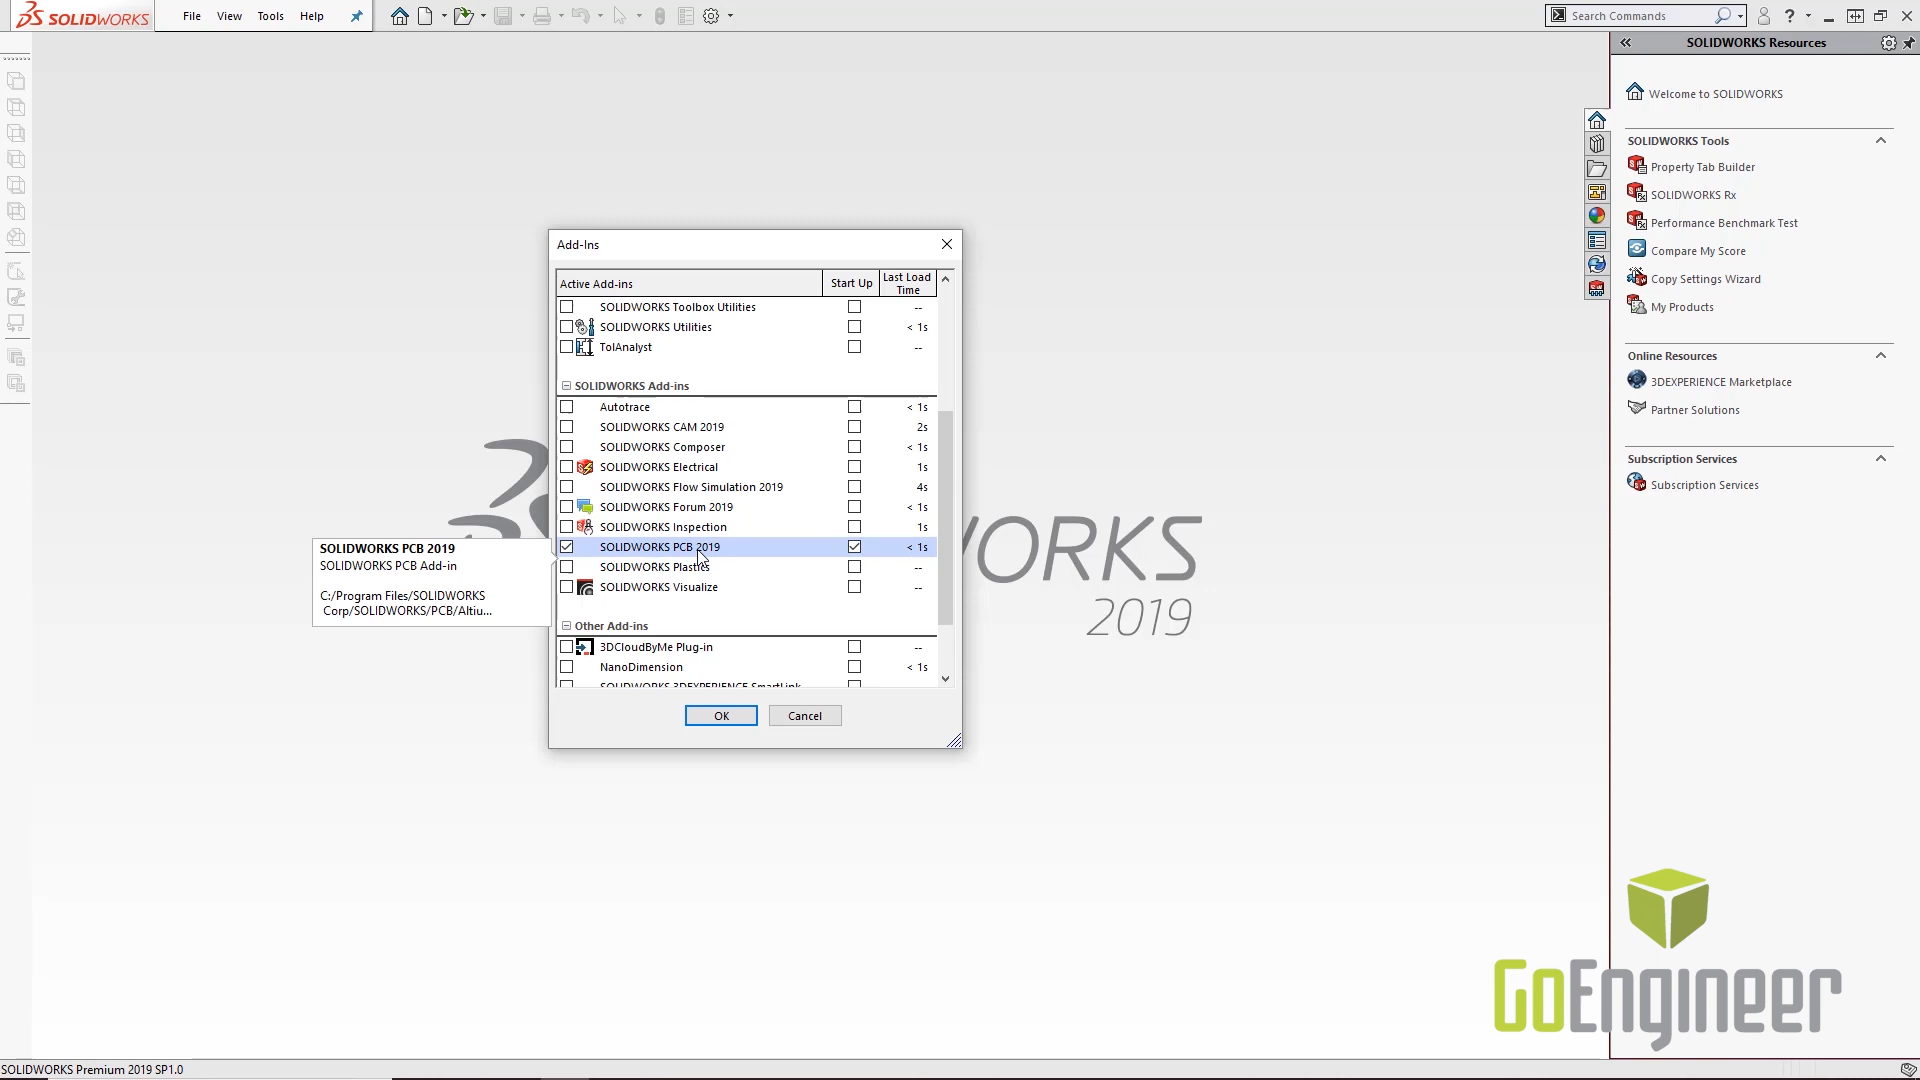 SOLIDWORKS File View Tools Help Search Commands ?
SOLIDWORKS Resources
Welcome to SOLIDWORKS
SOLIDWORKS Tools
Property Tab Builder
SOLIDWORKS Rx
Performance Benchmark Test
Compare My Score
Copy Settings Wizard
My Products
Online Resources
3DEXPERIENCE Marketplace
Partner Solutions
Subscription Services
Subscription Services
Add-Ins
Active Add-ins Start Up Last Load Time
SOLIDWORKS Toolbox Utilities --
SOLIDWORKS Utilities < 1s
TolAnalyst --
SOLIDWORKS Add-ins
Autotrace < 1s
SOLIDWORKS CAM 2019 2s
SOLIDWORKS Composer < 1s
SOLIDWORKS Electrical 1s
SOLIDWORKS Flow Simulation 2019 4s
SOLIDWORKS Forum 2019 < 1s
SOLIDWORKS Inspection 1s
SOLIDWORKS PCB 2019 < 1s
SOLIDWORKS Plastics --
SOLIDWORKS Visualize --
Other Add-ins
3DCloudByMe Plug-in --
NanoDimension < 1s
SOLIDWORKS 3DEXPERIENCE SmartLink
OK Cancel
SOLIDWORKS PCB 2019
SOLIDWORKS PCB Add-in
C:/Program Files/SOLIDWORKS
Corp/SOLIDWORKS/PCB/Altiu...
WORKS
2019
GoEngineer
SOLIDWORKS Premium 2019 SP1.0